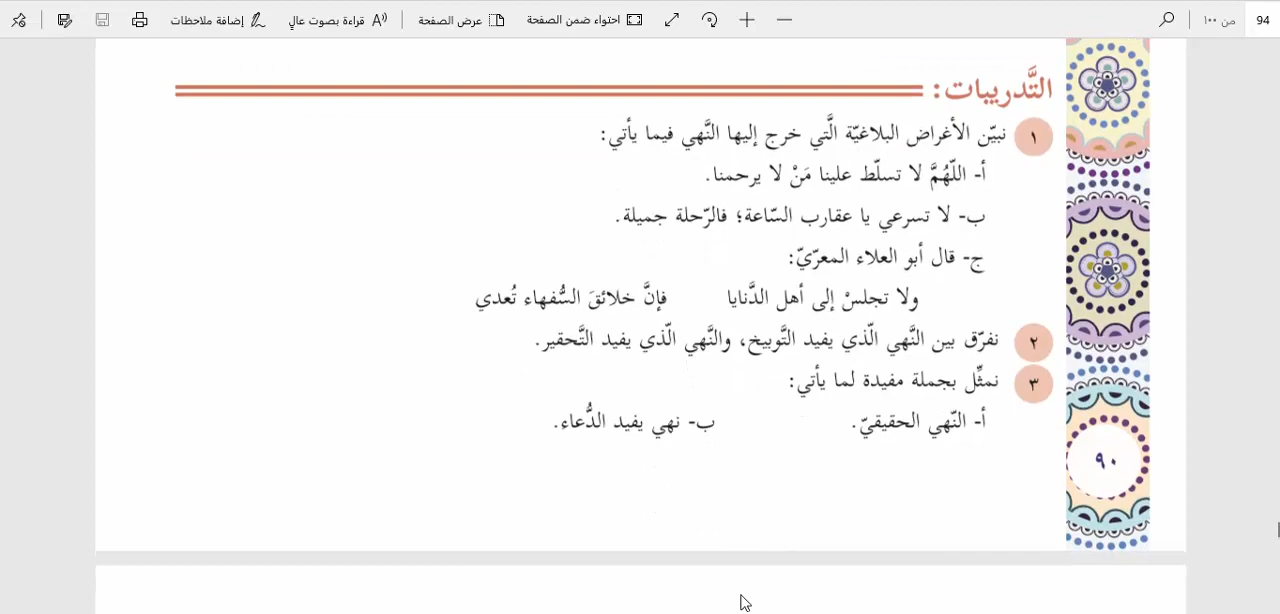 94 من ١٠٠
احتواء ضمن الصفحة عرض الصفحة قراءة بصوت عالٍ إضافة ملاحظات
التَّدريبات:
١ نبيّن الأغراض البلاغيّة الَّتي خرج إليها النَّهي فيما يأتي:
أ- اللّهُمَّ لا تسلّط علينا مَنْ لا يرحمنا.
ب- لا تسرعي يا عقارب السّاعة؛ فالرّحلة جميلة.
ج- قال أبو العلاء المعرّيّ:
ولا تجلسْ إلى أهل الدَّنايا فإنَّ خلائقَ السُّفهاء تُعدي
٢ نفرّق بين النَّهي الّذي يفيد التَّوبيخ، والنَّهي الّذي يفيد التَّحقير.
٣ نمثِّل بجملة مفيدة لما يأتي:
أ- النّهي الحقيقيّ. ب- نهي يفيد الدُّعاء.
٩٠